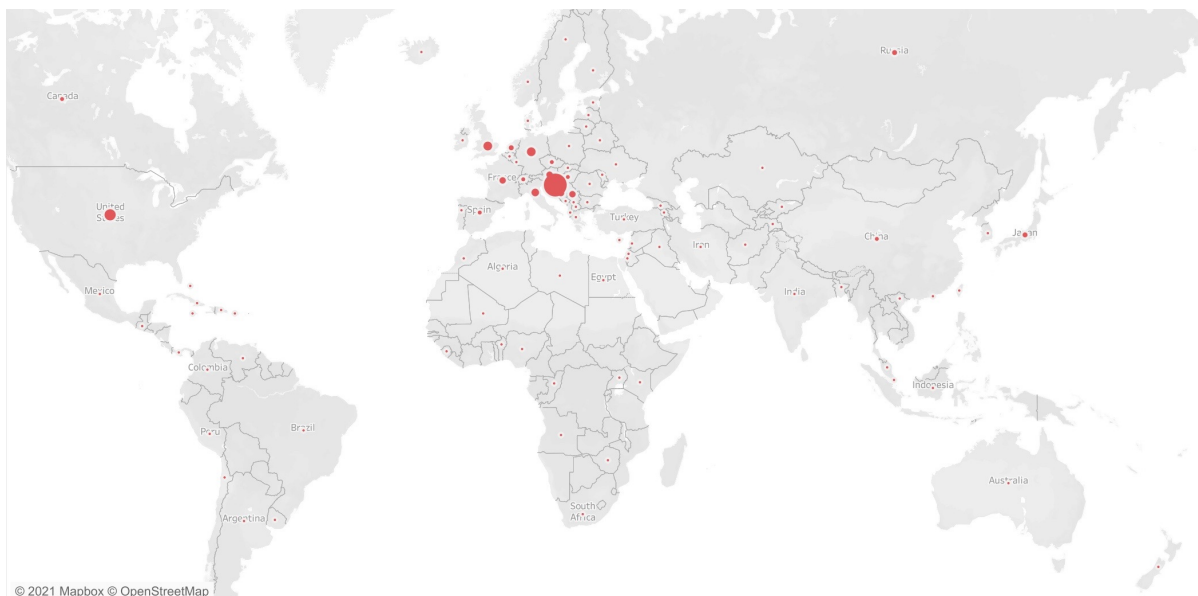 Russia
Canada
France
United
States
Spain
Turkey
Iran
China
Japan
Algeria
Egypt
Mexico
India
Colombia
Indonesia
Peru
Brazil
Australia
South
Africa
Argentina
© 2021 Mapbox © OpenStreetMap